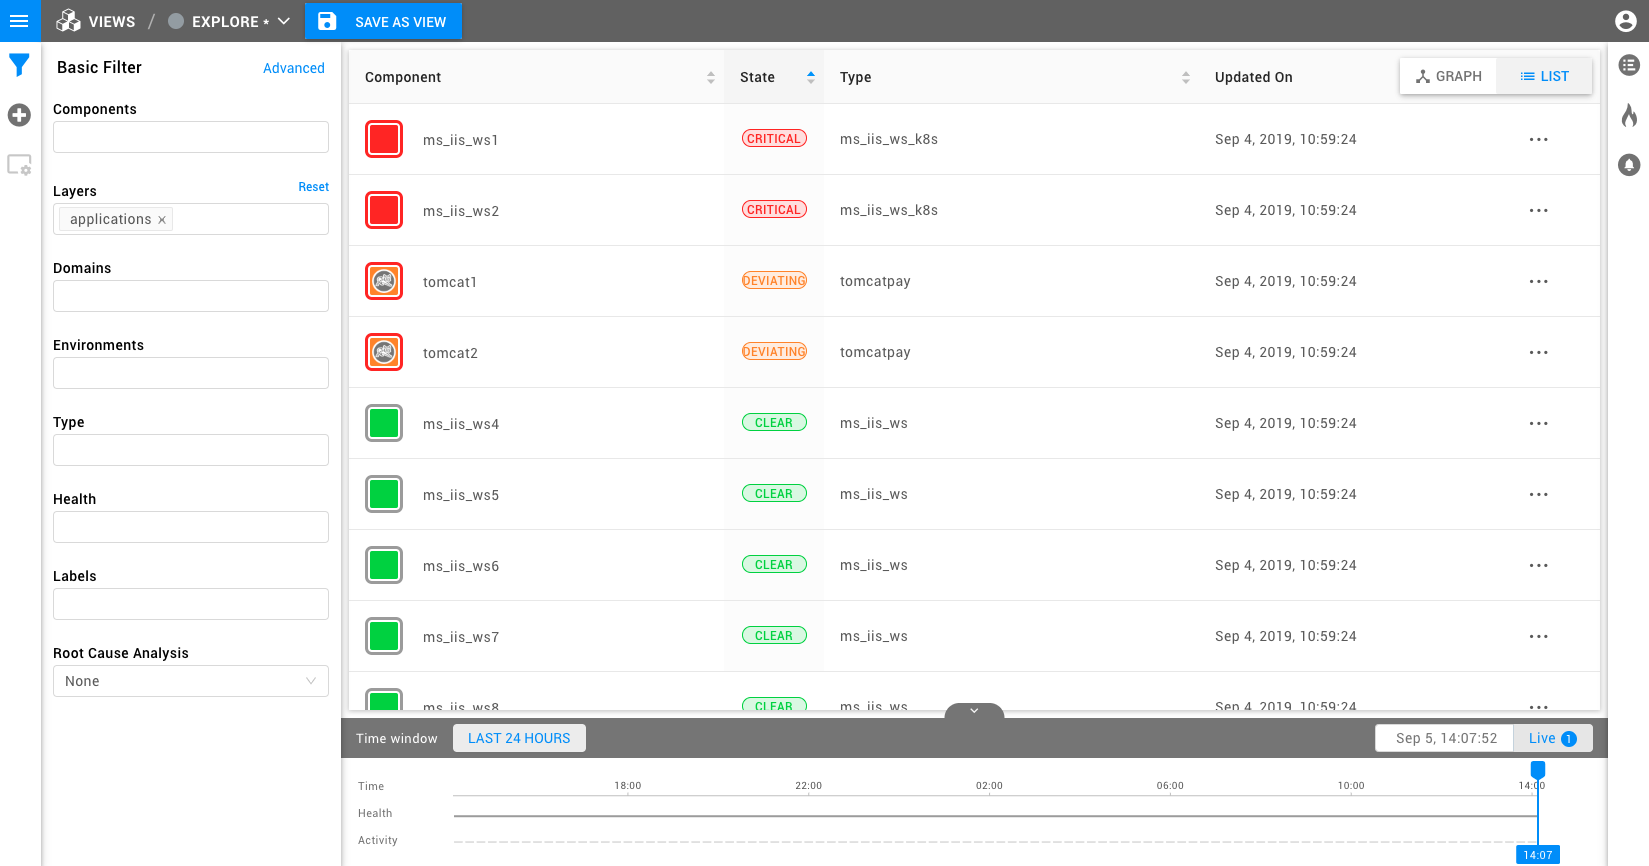 VIEWS / EXPLORE * SAVE AS VIEW
Basic Filter Advanced
Components
Layers Reset
applications ×
Domains
Environments
Type
Health
Labels
Root Cause Analysis
None
Component State Type Updated On GRAPH LIST
ms_iis_ws1 CRITICAL ms_iis_ws_k8s Sep 4, 2019, 10:59:24
ms_iis_ws2 CRITICAL ms_iis_ws_k8s Sep 4, 2019, 10:59:24
tomcat1 DEVIATING tomcatpay Sep 4, 2019, 10:59:24
tomcat2 DEVIATING tomcatpay Sep 4, 2019, 10:59:24
ms_iis_ws4 CLEAR ms_iis_ws Sep 4, 2019, 10:59:24
ms_iis_ws5 CLEAR ms_iis_ws Sep 4, 2019, 10:59:24
ms_iis_ws6 CLEAR ms_iis_ws Sep 4, 2019, 10:59:24
ms_iis_ws7 CLEAR ms_iis_ws Sep 4, 2019, 10:59:24
ms_iis_ws8 CLEAR ms_iis_ws Sep 4, 2019, 10:59:24
Time window LAST 24 HOURS Sep 5, 14:07:52 Live 1
Time 18:00 22:00 02:00 06:00 10:00 14:00
Health
Activity
14:07